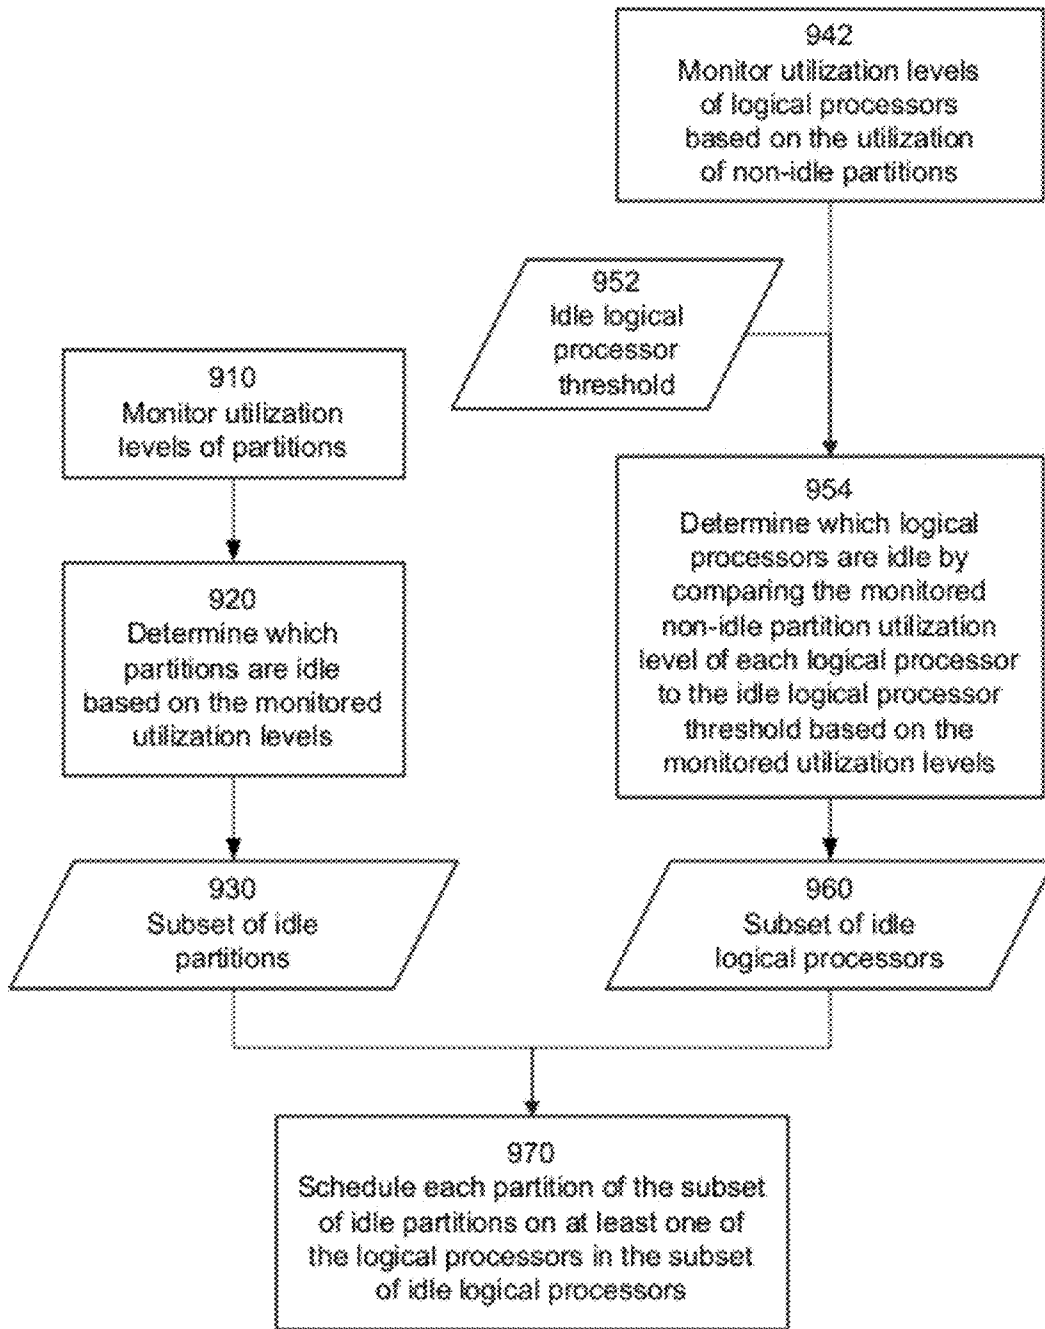 942
Monitor utilization levels
of logical processors
based on the utilization
of non-idle partitions
952
Idle logical
processor
threshold
910
Monitor utilization
levels of partitions
954
Determine which logical
processors are idle by
comparing the monitored
non-idle partition utilization
level of each logical processor
to the idle logical processor
threshold based on the
monitored utilization levels
920
Determine which
partitions are idle
based on the monitored
utilization levels
930
Subset of idle
partitions
960
Subset of idle
logical processors
970
Schedule each partition of the subset
of idle partitions on at least one of
the logical processors in the subset
of idle logical processors